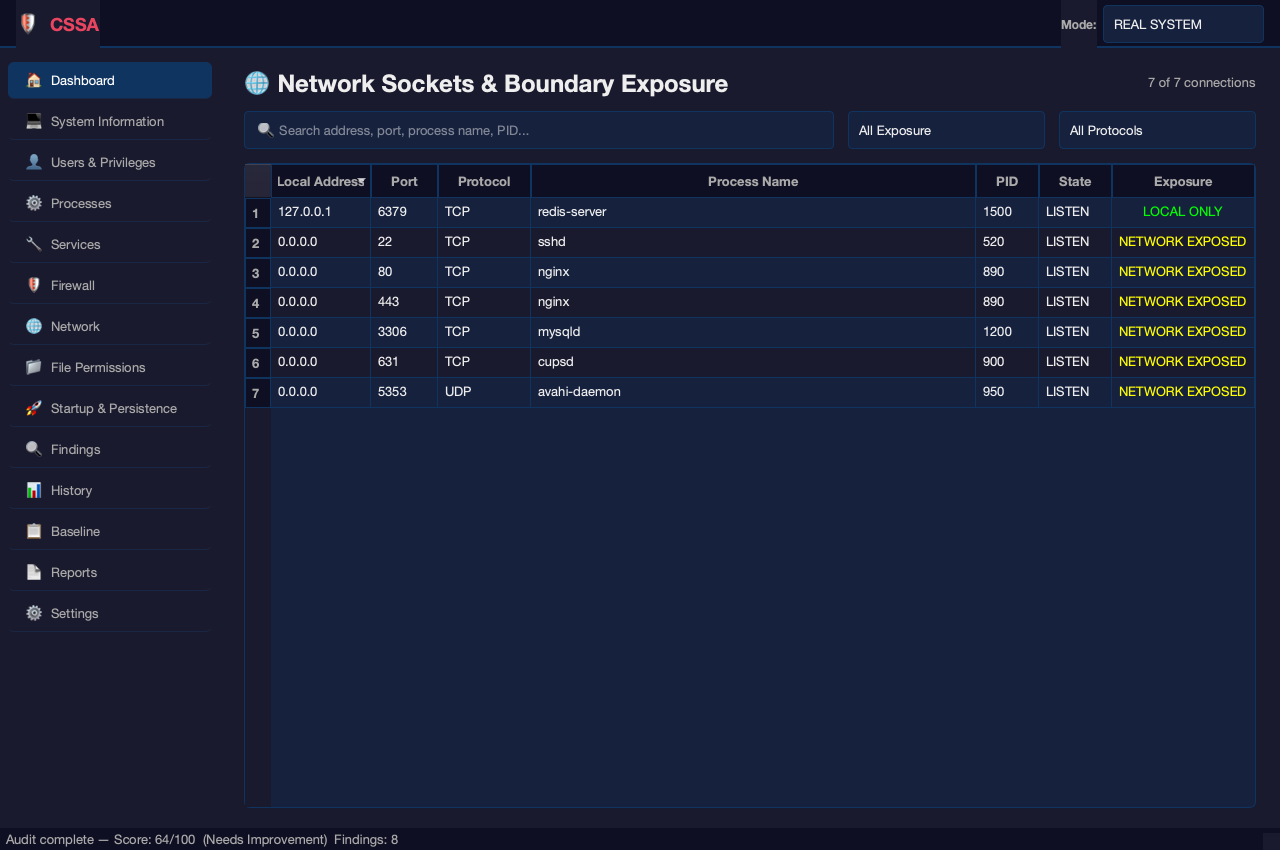 CSSA
Mode: REAL SYSTEM
Dashboard
System Information
Users & Privileges
Processes
Services
Firewall
Network
File Permissions
Startup & Persistence
Findings
History
Baseline
Reports
Settings
Network Sockets & Boundary Exposure
7 of 7 connections
Search address, port, process name, PID...
All Exposure
All Protocols
Local Address Port Protocol Process Name PID State Exposure
1 127.0.0.1 6379 TCP redis-server 1500 LISTEN LOCAL ONLY
2 0.0.0.0 22 TCP sshd 520 LISTEN NETWORK EXPOSED
3 0.0.0.0 80 TCP nginx 890 LISTEN NETWORK EXPOSED
4 0.0.0.0 443 TCP nginx 890 LISTEN NETWORK EXPOSED
5 0.0.0.0 3306 TCP mysqld 1200 LISTEN NETWORK EXPOSED
6 0.0.0.0 631 TCP cupsd 900 LISTEN NETWORK EXPOSED
7 0.0.0.0 5353 UDP avahi-daemon 950 LISTEN NETWORK EXPOSED
Audit complete — Score: 64/100 (Needs Improvement) Findings: 8